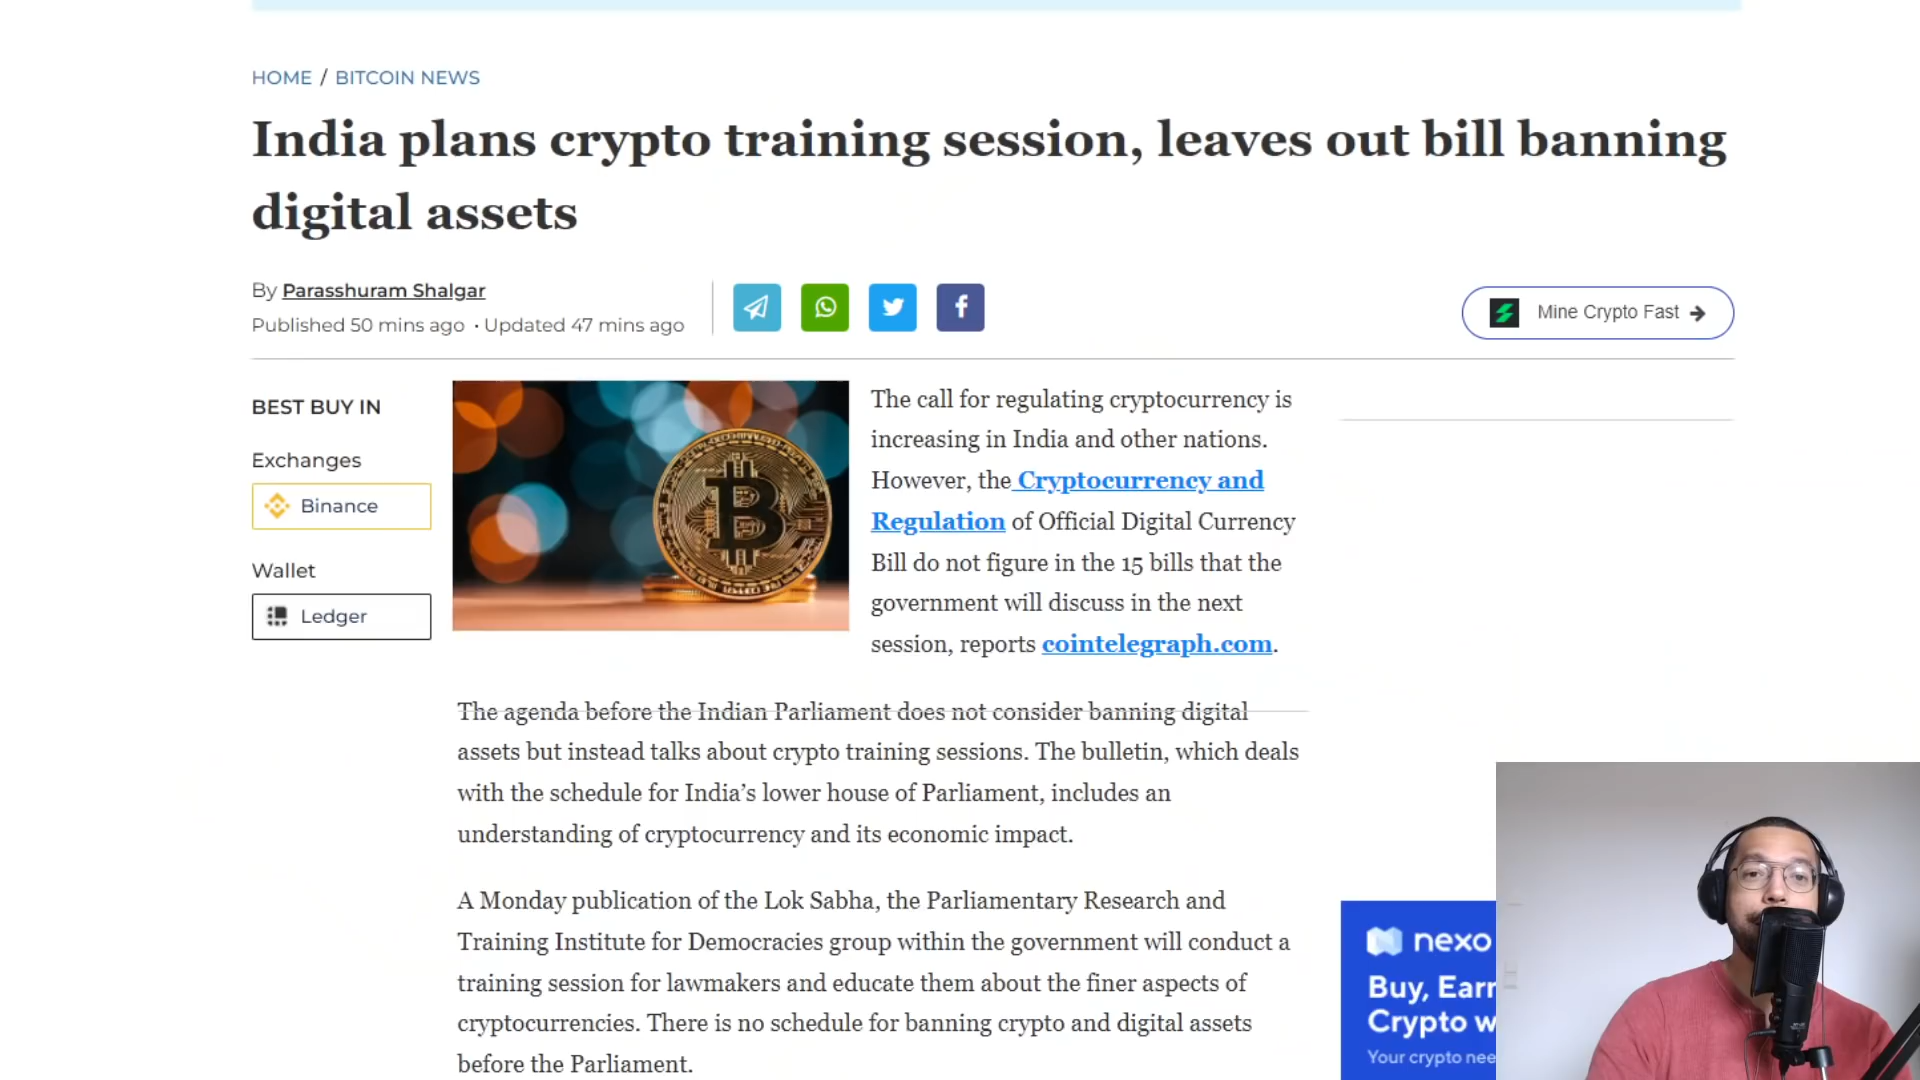 HOME / BITCOIN NEWS
India plans crypto training session, leaves out bill banning
digital assets
By Parasshuram Shalgar
Published 50 mins ago • Updated 47 mins ago
Mine Crypto Fast →
BEST BUY IN
Exchanges
Binance
Wallet
Ledger
The call for regulating cryptocurrency is
increasing in India and other nations.
However, the Cryptocurrency and
Regulation of Official Digital Currency
Bill do not figure in the 15 bills that the
government will discuss in the next
session, reports cointelegraph.com.
The agenda before the Indian Parliament does not consider banning digital
assets but instead talks about crypto training sessions. The bulletin, which deals
with the schedule for India's lower house of Parliament, includes an
understanding of cryptocurrency and its economic impact.
A Monday publication of the Lok Sabha, the Parliamentary Research and
Training Institute for Democracies group within the government will conduct a
training session for lawmakers and educate them about the finer aspects of
cryptocurrencies. There is no schedule for banning crypto and digital assets
before the Parliament.
nexo
Buy, Earn
Crypto w
Your crypto nee